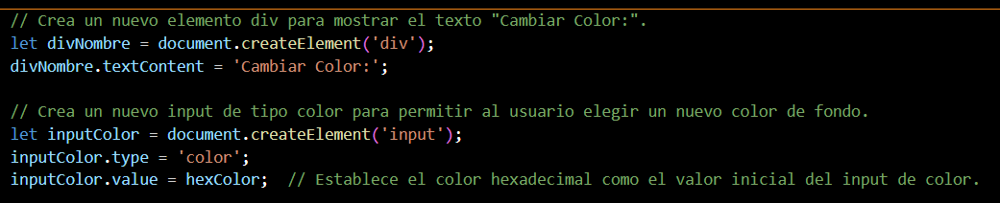 // Crea un nuevo elemento div para mostrar el texto "Cambiar Color:".
let divNombre = document.createElement('div');
divNombre.textContent = 'Cambiar Color:';
// Crea un nuevo input de tipo color para permitir al usuario elegir un nuevo color de fondo.
let inputColor = document.createElement('input');
inputColor.type = 'color';
inputColor.value = hexColor;  // Establece el color hexadecimal como el valor inicial del input de color.